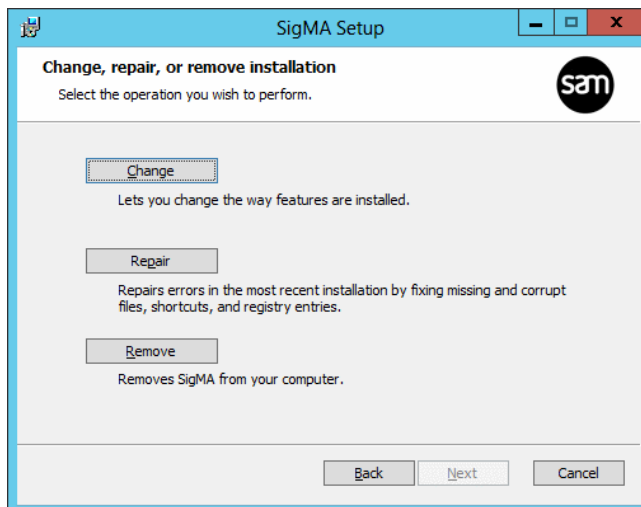 SigMA Setup
Change, repair, or remove installation
Select the operation you wish to perform.
sam
Change
Lets you change the way features are installed.
Repair
Repairs errors in the most recent installation by fixing missing and corrupt
files, shortcuts, and registry entries.
Remove
Removes SigMA from your computer.
Back Next Cancel